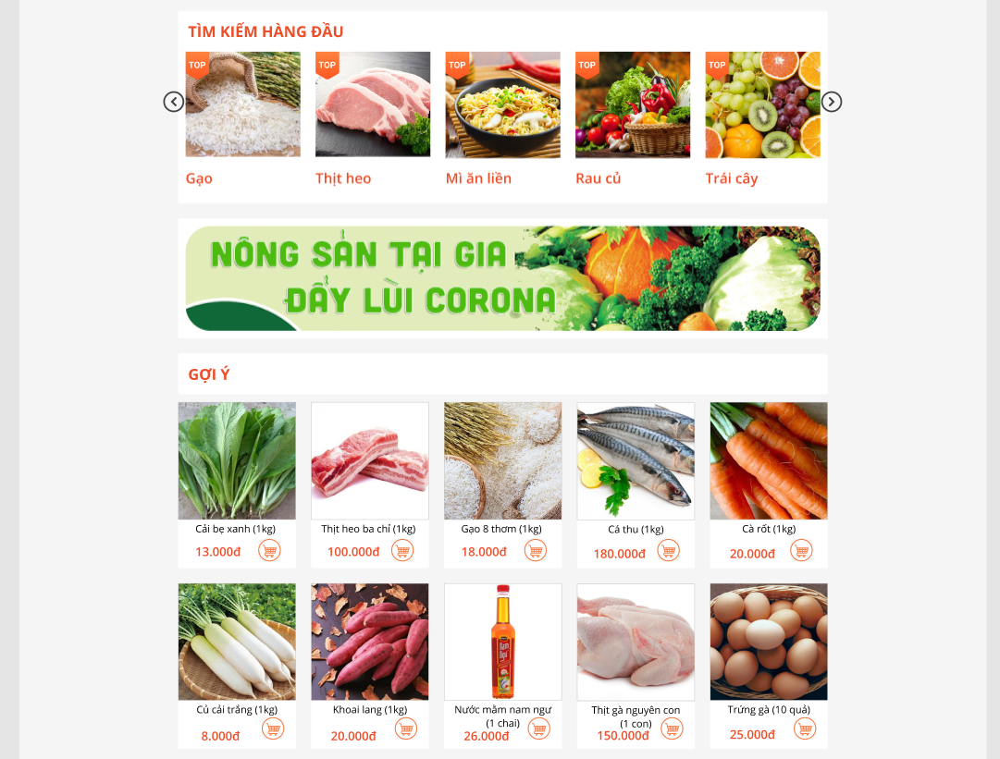 TÌM KIẾM HÀNG ĐẦU
TOP TOP TOP TOP TOP
Gạo Thịt heo Mì ăn liền Rau củ Trái cây
NÔNG SẢN TẠI GIA
ĐẨY LÙI CORONA
GỢI Ý
Cải bẹ xanh (1kg) Thịt heo ba chỉ (1kg) Gạo 8 thơm (1kg) Cá thu (1kg) Cà rốt (1kg)
13.000đ 100.000đ 18.000đ 180.000đ 20.000đ
Nam
Ngư
Củ cải trắng (1kg) Khoai lang (1kg) Nước mằm nam ngư Thịt gà nguyên con Trứng gà (10 quả)
(1 chai) (1 con)
8.000đ 20.000đ 26.000đ 150.000đ 25.000đ